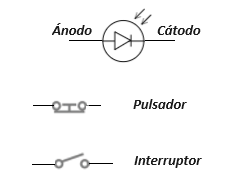 Ánodo Cátodo
Pulsador
Interruptor